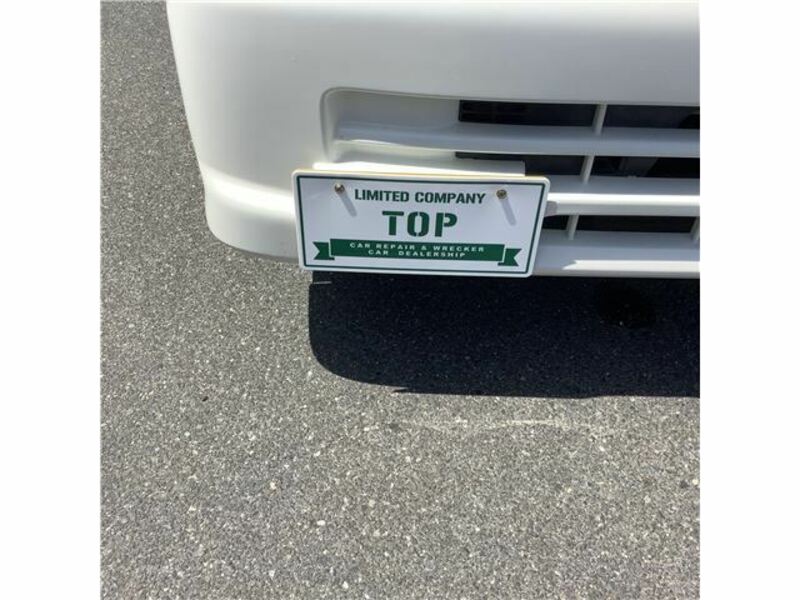 LIMITED COMPANY
TOP
CAR REPAIR & WRECKER
CAR DEALERSHIP